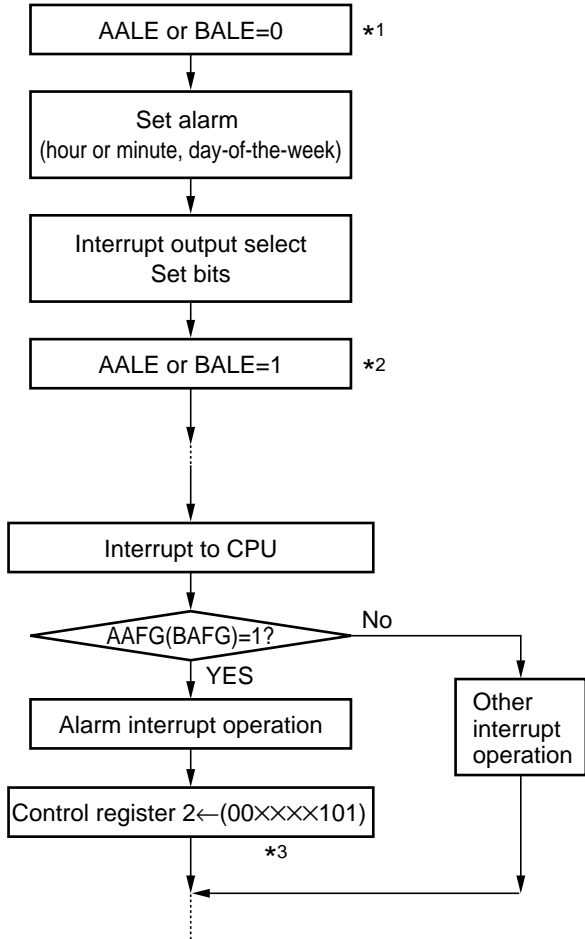 AALE or BALE=0
*1
Set alarm
(hour or minute, day-of-the-week)
Interrupt output select
Set bits
AALE or BALE=1
*2
Interrupt to CPU
AAFG(BAFG)=1?
No
YES
Alarm interrupt operation
Other
interrupt
operation
Control register 2←(00××××101)
*3